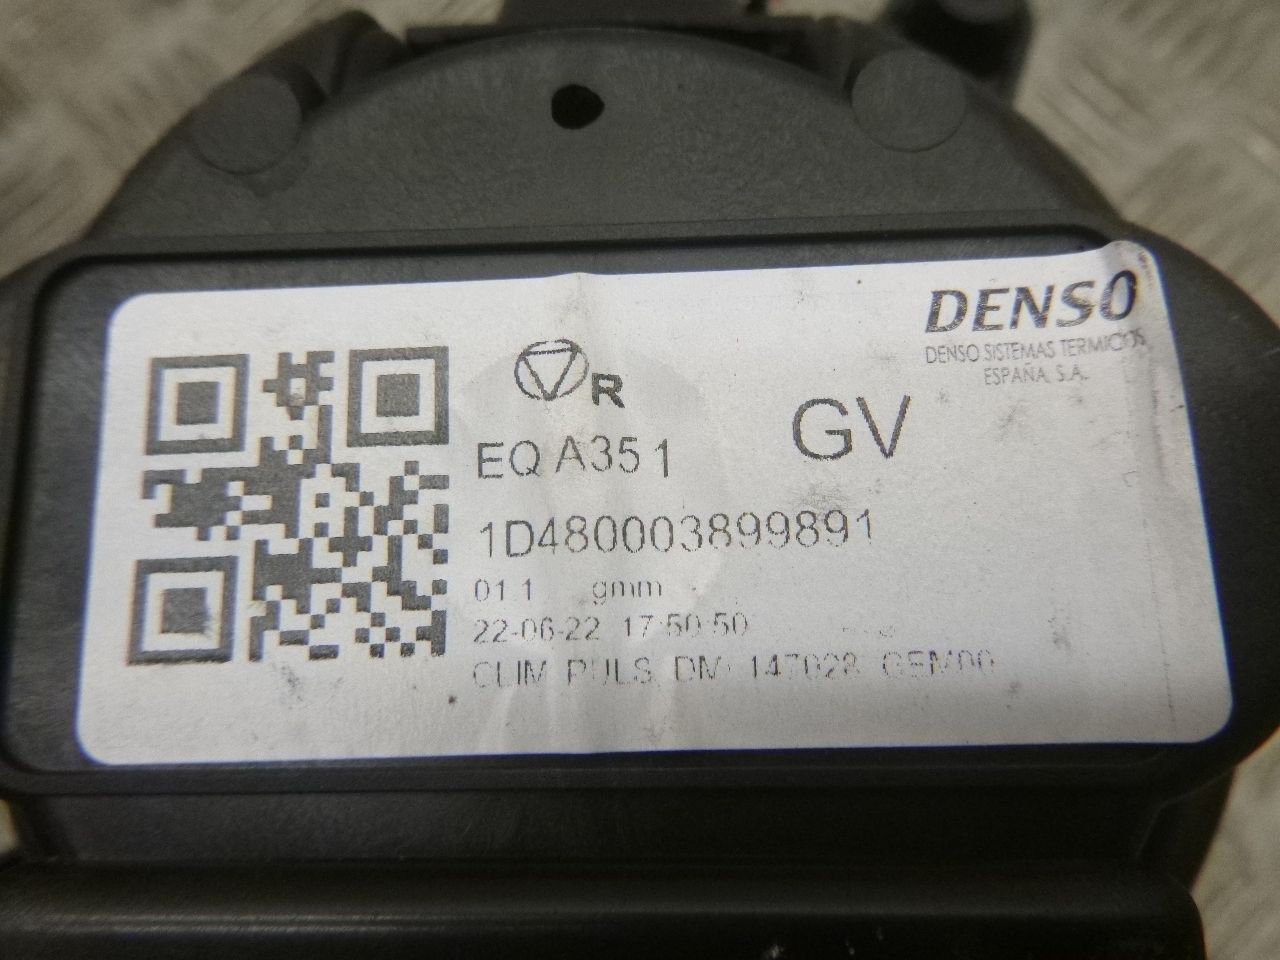 DENSO
DENSO SISTEMAS TERMICOS
ESPAÑA, S.A.
R
EQ A351 GV
1D480003899891
01.1 gmm
22-06-22 17:50:50
CLIM PULS DM 147028 GEM00